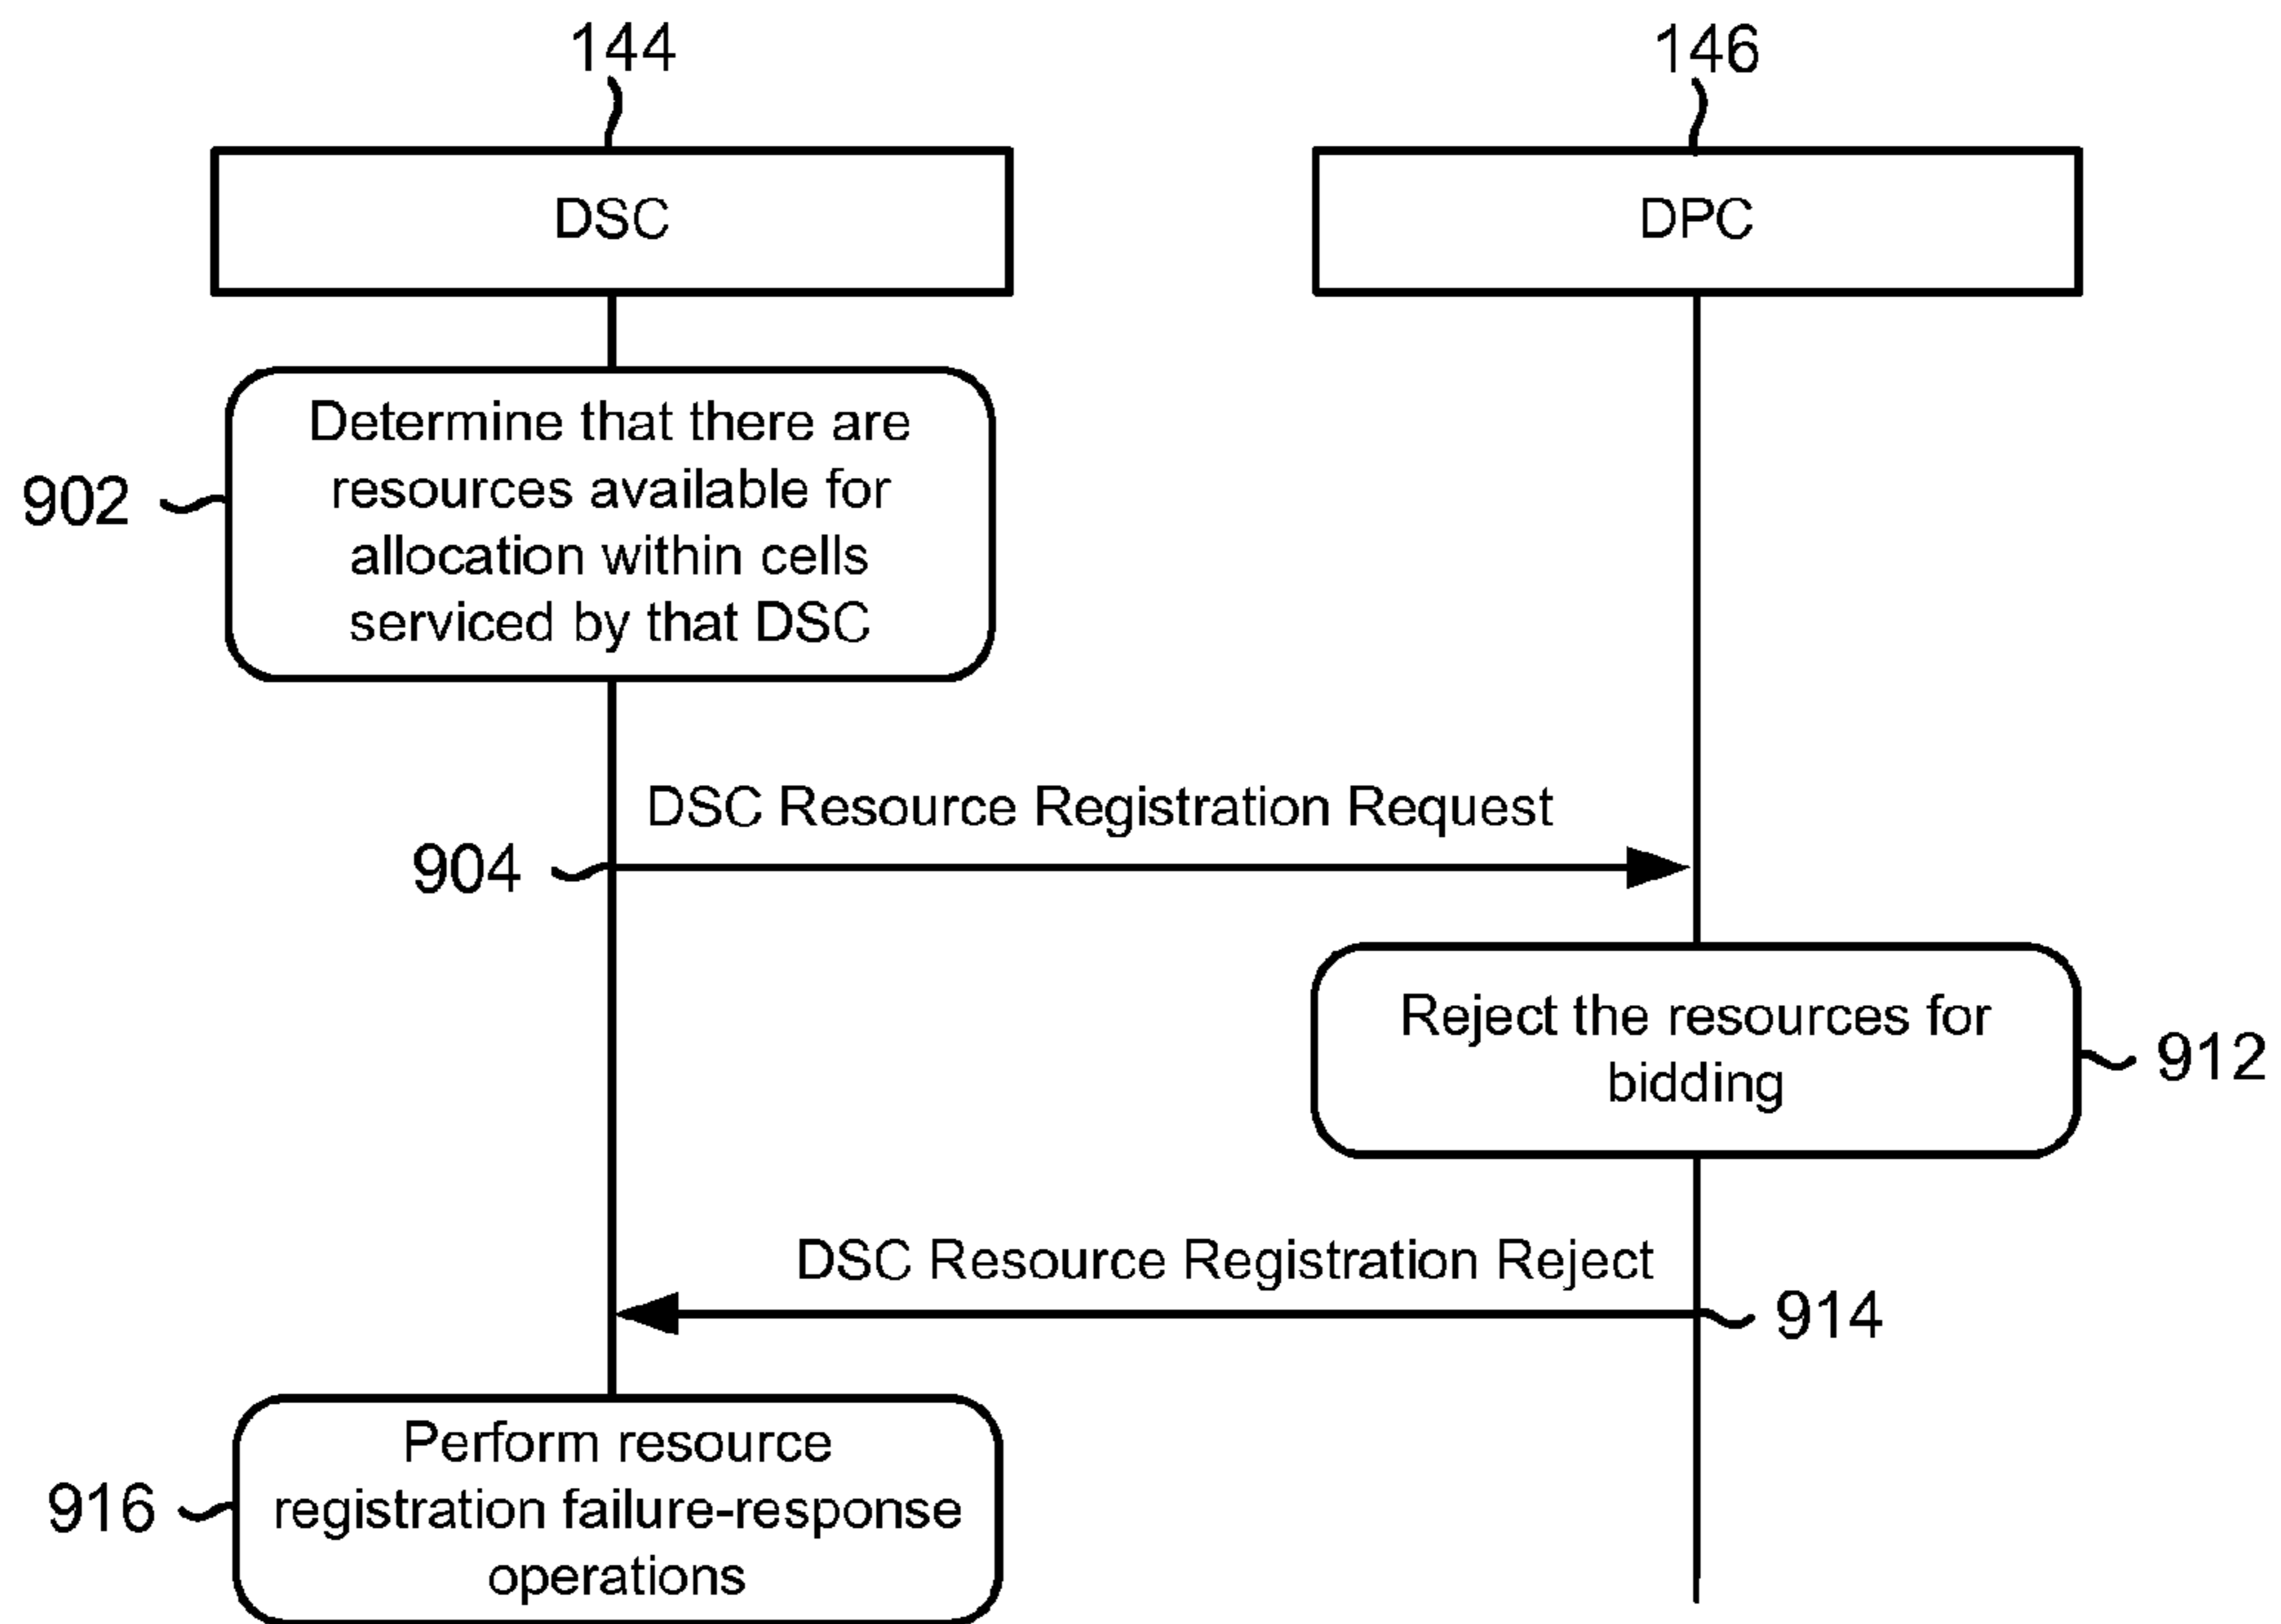 144
146
DSC
DPC
Determine that there are
resources available for
allocation within cells
serviced by that DSC
902
DSC Resource Registration Request
904
Reject the resources for
bidding
912
DSC Resource Registration Reject
914
Perform resource
registration failure-response
operations
916